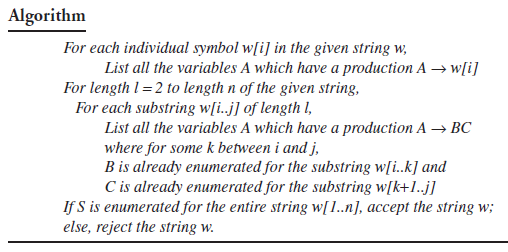 Algorithm
For each individual symbol w[i] in the given string w,
List all the variables A which have a production A → w[i]
For length l = 2 to length n of the given string,
For each substring w[i..j] of length l,
List all the variables A which have a production A → BC
where for some k between i and j,
B is already enumerated for the substring w[i..k] and
C is already enumerated for the substring w[k+1..j]
If S is enumerated for the entire string w[1..n], accept the string w;
else, reject the string w.